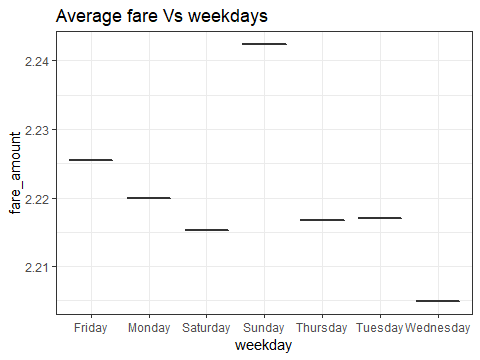 Average fare Vs weekdays
fare_amount
2.24
2.23
2.22
2.21
Friday Monday Saturday Sunday Thursday Tuesday Wednesday
weekday